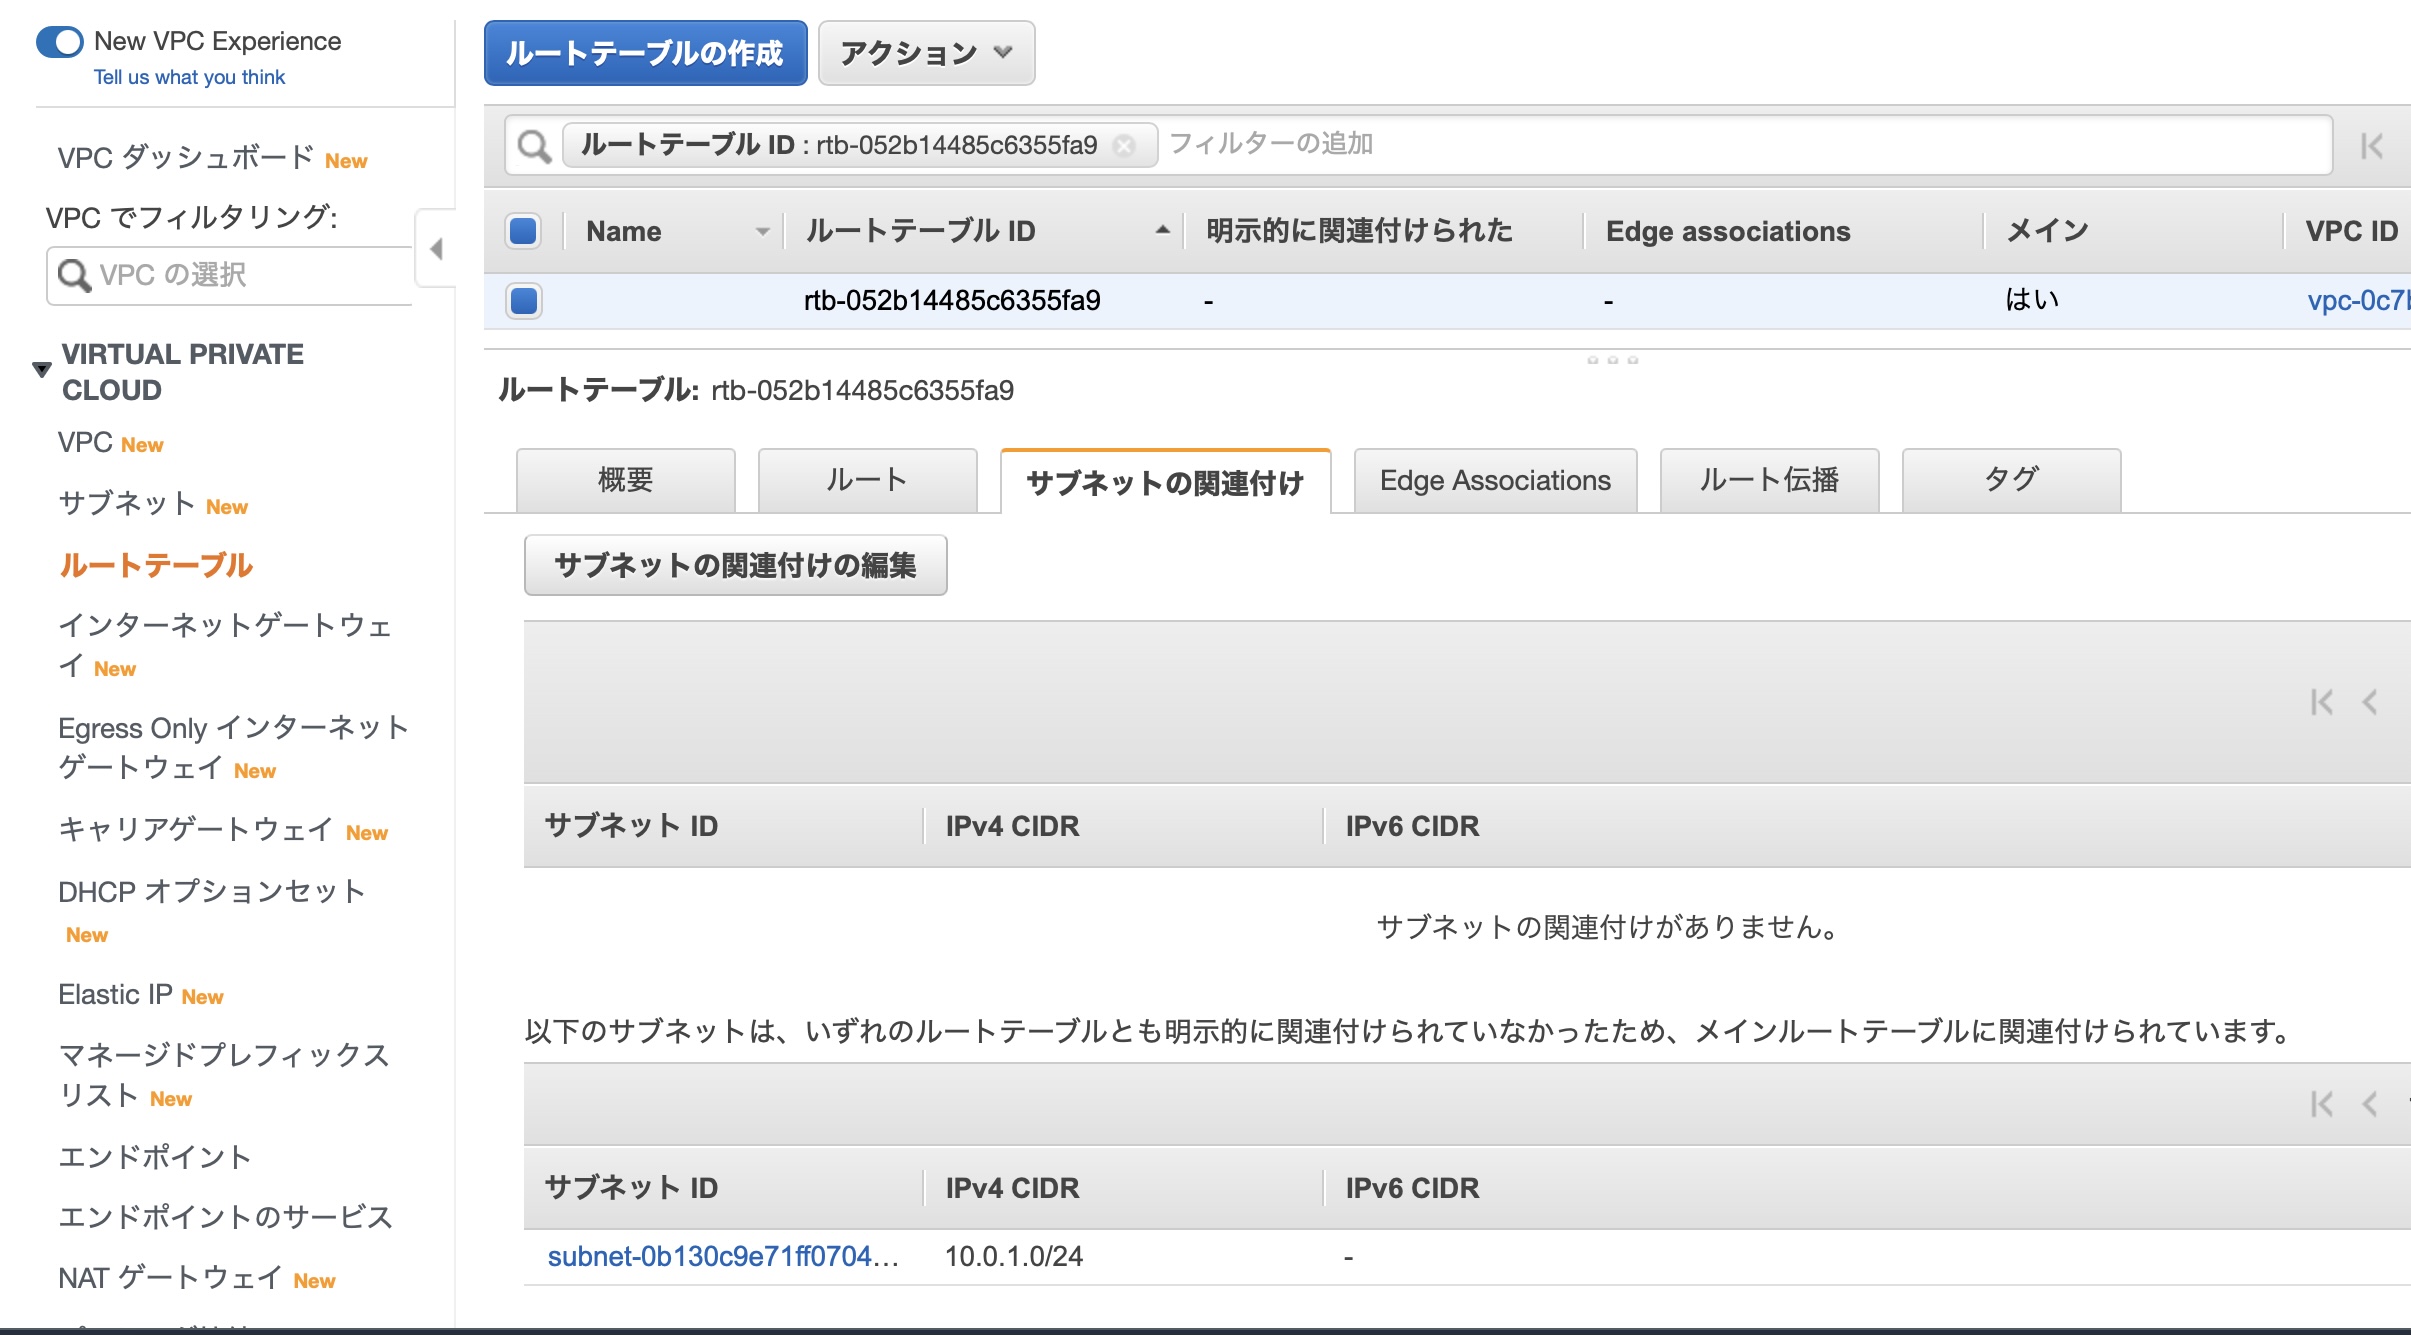 New VPC Experience
Tell us what you think
VPC ダッシュボード New
VPC でフィルタリング:
VPC の選択
VIRTUAL PRIVATE
CLOUD
VPC New
サブネット New
ルートテーブル
インターネットゲートウェ
イ New
Egress Only インターネット
ゲートウェイ New
キャリアゲートウェイ New
DHCP オプションセット
New
Elastic IP New
マネージドプレフィックス
リスト New
エンドポイント
エンドポイントのサービス
NAT ゲートウェイ New
ルートテーブルの作成 アクション
ルートテーブル ID : rtb-052b14485c6355fa9 フィルターの追加
Name ルートテーブル ID 明示的に関連付けられた Edge associations メイン VPC ID
rtb-052b14485c6355fa9 - - はい vpc-0c7
ルートテーブル: rtb-052b14485c6355fa9
概要 ルート サブネットの関連付け Edge Associations ルート伝播 タグ
サブネットの関連付けの編集
サブネット ID IPv4 CIDR IPv6 CIDR
サブネットの関連付けがありません。
以下のサブネットは、いずれのルートテーブルとも明示的に関連付けられていなかったため、メインルートテーブルに関連付けられています。
サブネット ID IPv4 CIDR IPv6 CIDR
subnet-0b130c9e71ff0704… 10.0.1.0/24 -